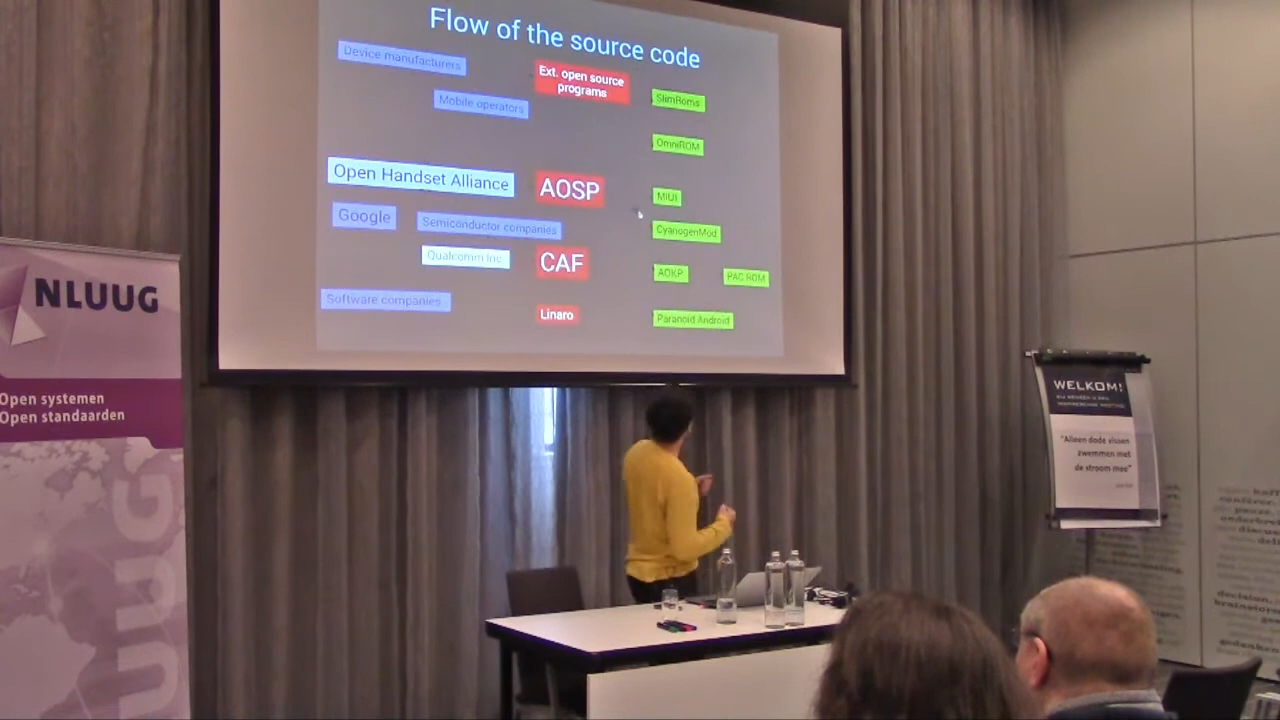 Flow of the source code
Device manufacturers
Ext. open source
programs
Mobile operators
SlimRoms
OmniROM
Open Handset Alliance
AOSP
MIUI
Google
Semiconductor companies
CyanogenMod
Qualcomm Inc.
CAF
AOKP
PAC ROM
Software companies
Linaro
Paranoid Android
NLUUG
Open systemen
Open standaarden
UUG
WELKOM!
"Alleen dode vissen
zwemmen met
de stroom mee"